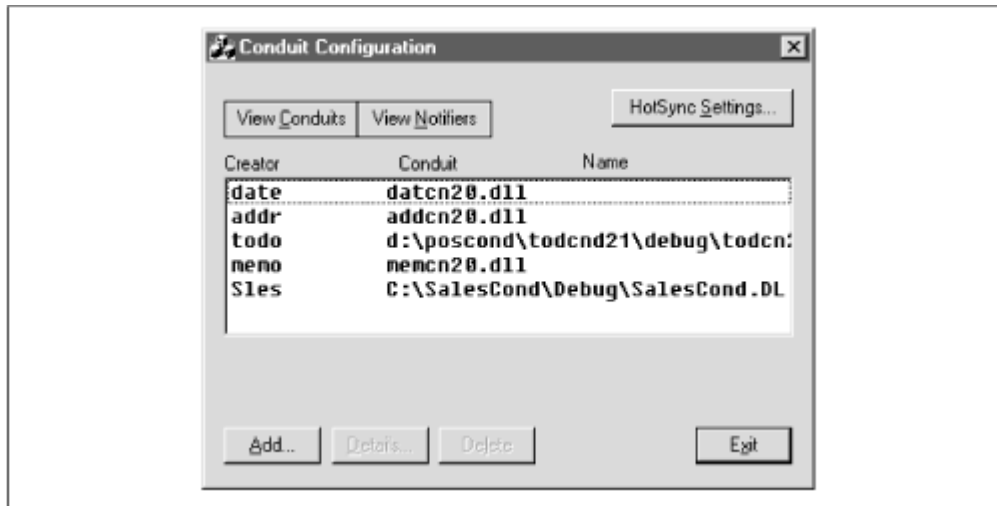 Conduit Configuration
HotSync Settings...
View Conduits View Notifiers
Creator Conduit Name
date datcn20.dll
addr addcn20.dll
todo d:\poscond\todcnd21\debug\todcn2
memo memcn20.dll
Sles C:\SalesCond\Debug\SalesCond.DL
Add... Details... Delete Exit